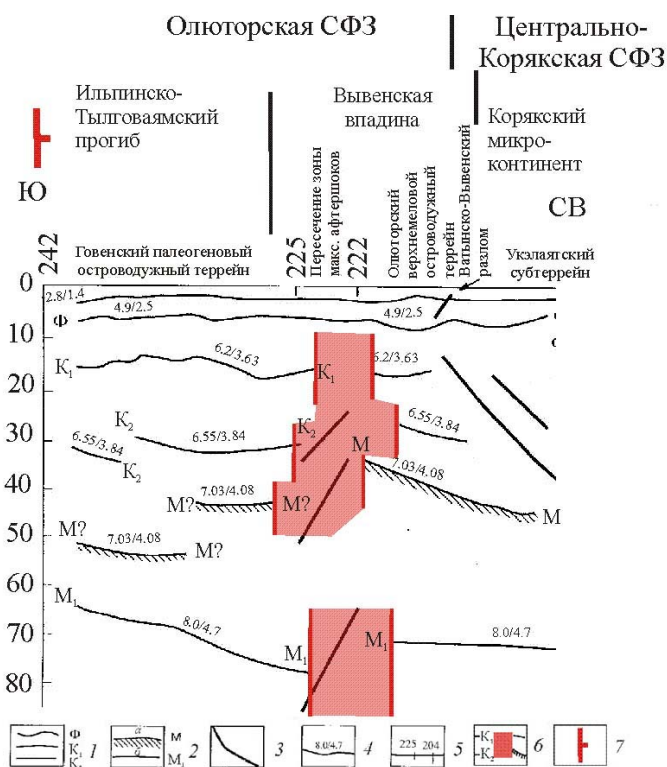 Олюторская СФЗ
Центрально-
Корякская СФЗ
Ильпинско-
Тылговаямский
прогиб
Вывенская
впадина
Корякский
микро-
континент
Ю
СВ
242
Говенский палеогеновый
островодужный террейн
225
Пересечение зоны
макс. афтершоков
222
Олюторский
верхнемеловой
островодужный
террейн
Ватынско-Вывенский
разлом
Укэлаятский
субтеррейн
0
2.8/1.4
4.9/2.5
4.9/2.5
Ф
10
6.2/3.63
6.2/3.63
К₁
К₁
20
К₂
6.55/3.84
К₂
6.55/3.84
30
6.55/3.84
К₂
М
7.03/4.08
40
7.03/4.08
М?
М?
М
50
М?
7.03/4.08
М?
60
М₁
8.0/4.7
70
М₁
М₁
8.0/4.7
80
Ф
К₁
1
а
М
М₁
2
3
8.0/4.7
4
225 204
5
К₁
К₂
6
7